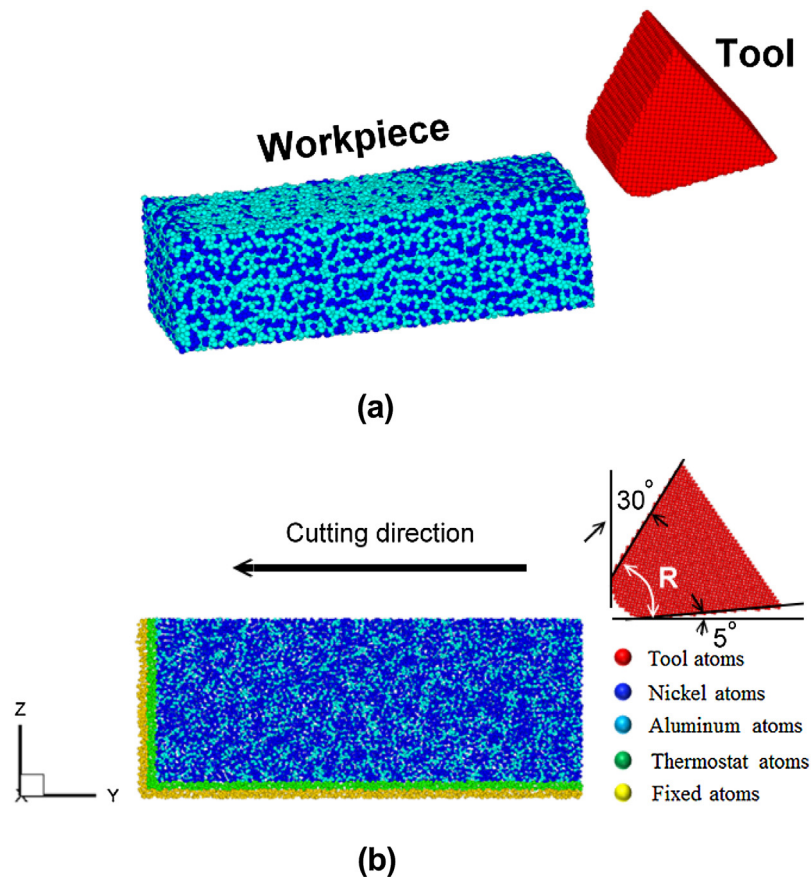 Tool
Workpiece
(a)
30°
Cutting direction
R
5°
Tool atoms
Nickel atoms
Aluminum atoms
Thermostat atoms
Fixed atoms
Z
X
Y
(b)